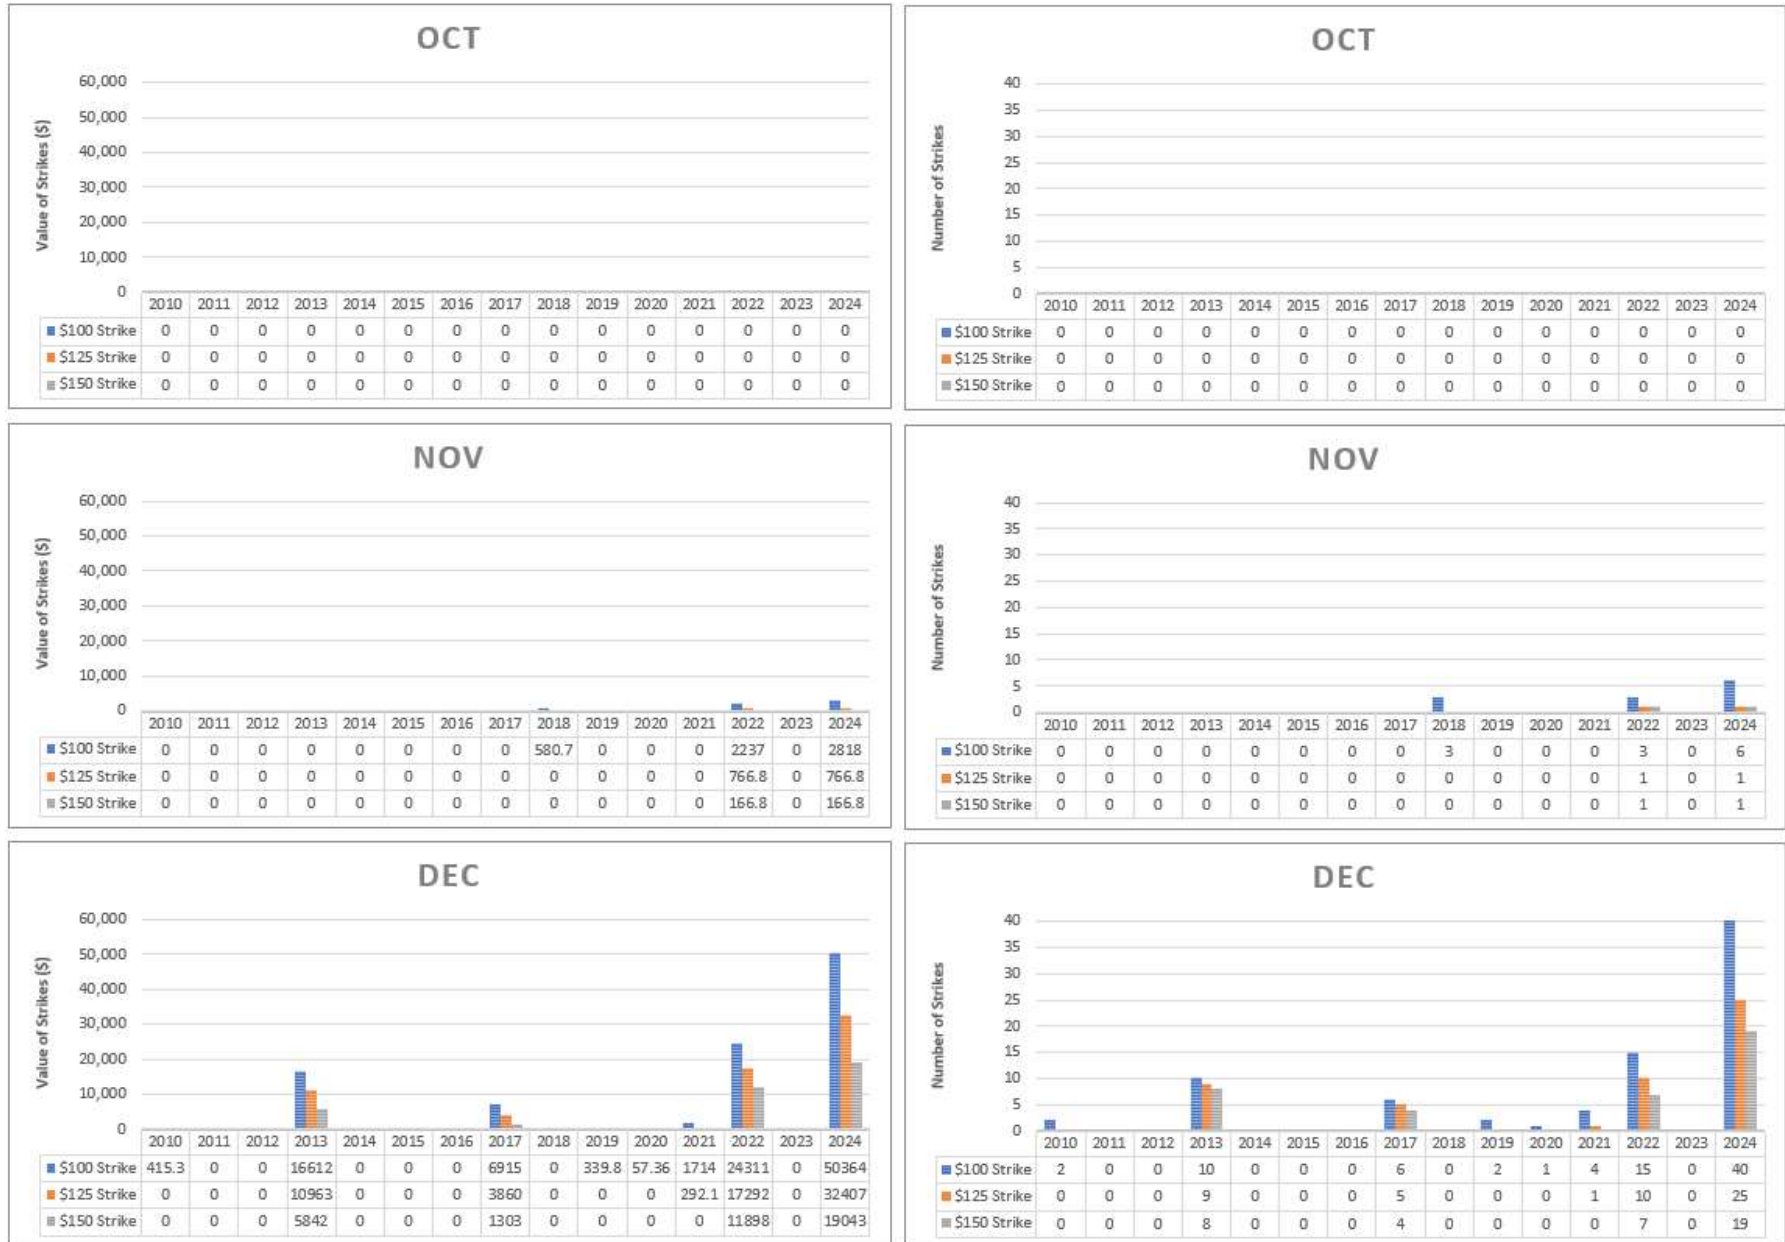 OCT
Value of Strikes ($)
60,000
50,000
40,000
30,000
20,000
10,000
0
2010 2011 2012 2013 2014 2015 2016 2017 2018 2019 2020 2021 2022 2023 2024
$100 Strike 0 0 0 0 0 0 0 0 0 0 0 0 0 0 0
$125 Strike 0 0 0 0 0 0 0 0 0 0 0 0 0 0 0
$150 Strike 0 0 0 0 0 0 0 0 0 0 0 0 0 0 0
OCT
Number of Strikes
40
35
30
25
20
15
10
5
0
2010 2011 2012 2013 2014 2015 2016 2017 2018 2019 2020 2021 2022 2023 2024
$100 Strike 0 0 0 0 0 0 0 0 0 0 0 0 0 0 0
$125 Strike 0 0 0 0 0 0 0 0 0 0 0 0 0 0 0
$150 Strike 0 0 0 0 0 0 0 0 0 0 0 0 0 0 0
NOV
Value of Strikes ($)
60,000
50,000
40,000
30,000
20,000
10,000
0
2010 2011 2012 2013 2014 2015 2016 2017 2018 2019 2020 2021 2022 2023 2024
$100 Strike 0 0 0 0 0 0 0 0 580.7 0 0 0 2237 0 2818
$125 Strike 0 0 0 0 0 0 0 0 0 0 0 0 766.8 0 766.8
$150 Strike 0 0 0 0 0 0 0 0 0 0 0 0 166.8 0 166.8
NOV
Number of Strikes
40
35
30
25
20
15
10
5
0
2010 2011 2012 2013 2014 2015 2016 2017 2018 2019 2020 2021 2022 2023 2024
$100 Strike 0 0 0 0 0 0 0 0 3 0 0 0 3 0 6
$125 Strike 0 0 0 0 0 0 0 0 0 0 0 0 1 0 1
$150 Strike 0 0 0 0 0 0 0 0 0 0 0 0 1 0 1
DEC
Value of Strikes ($)
60,000
50,000
40,000
30,000
20,000
10,000
0
2010 2011 2012 2013 2014 2015 2016 2017 2018 2019 2020 2021 2022 2023 2024
$100 Strike 415.3 0 0 16612 0 0 0 6915 0 339.8 57.36 1714 24311 0 50364
$125 Strike 0 0 0 10963 0 0 0 3860 0 0 0 292.1 17292 0 32407
$150 Strike 0 0 0 5842 0 0 0 1303 0 0 0 0 11898 0 19043
DEC
Number of Strikes
40
35
30
25
20
15
10
5
0
2010 2011 2012 2013 2014 2015 2016 2017 2018 2019 2020 2021 2022 2023 2024
$100 Strike 2 0 0 10 0 0 0 6 0 2 1 4 15 0 40
$125 Strike 0 0 0 9 0 0 0 5 0 0 0 1 10 0 25
$150 Strike 0 0 0 8 0 0 0 4 0 0 0 0 7 0 19